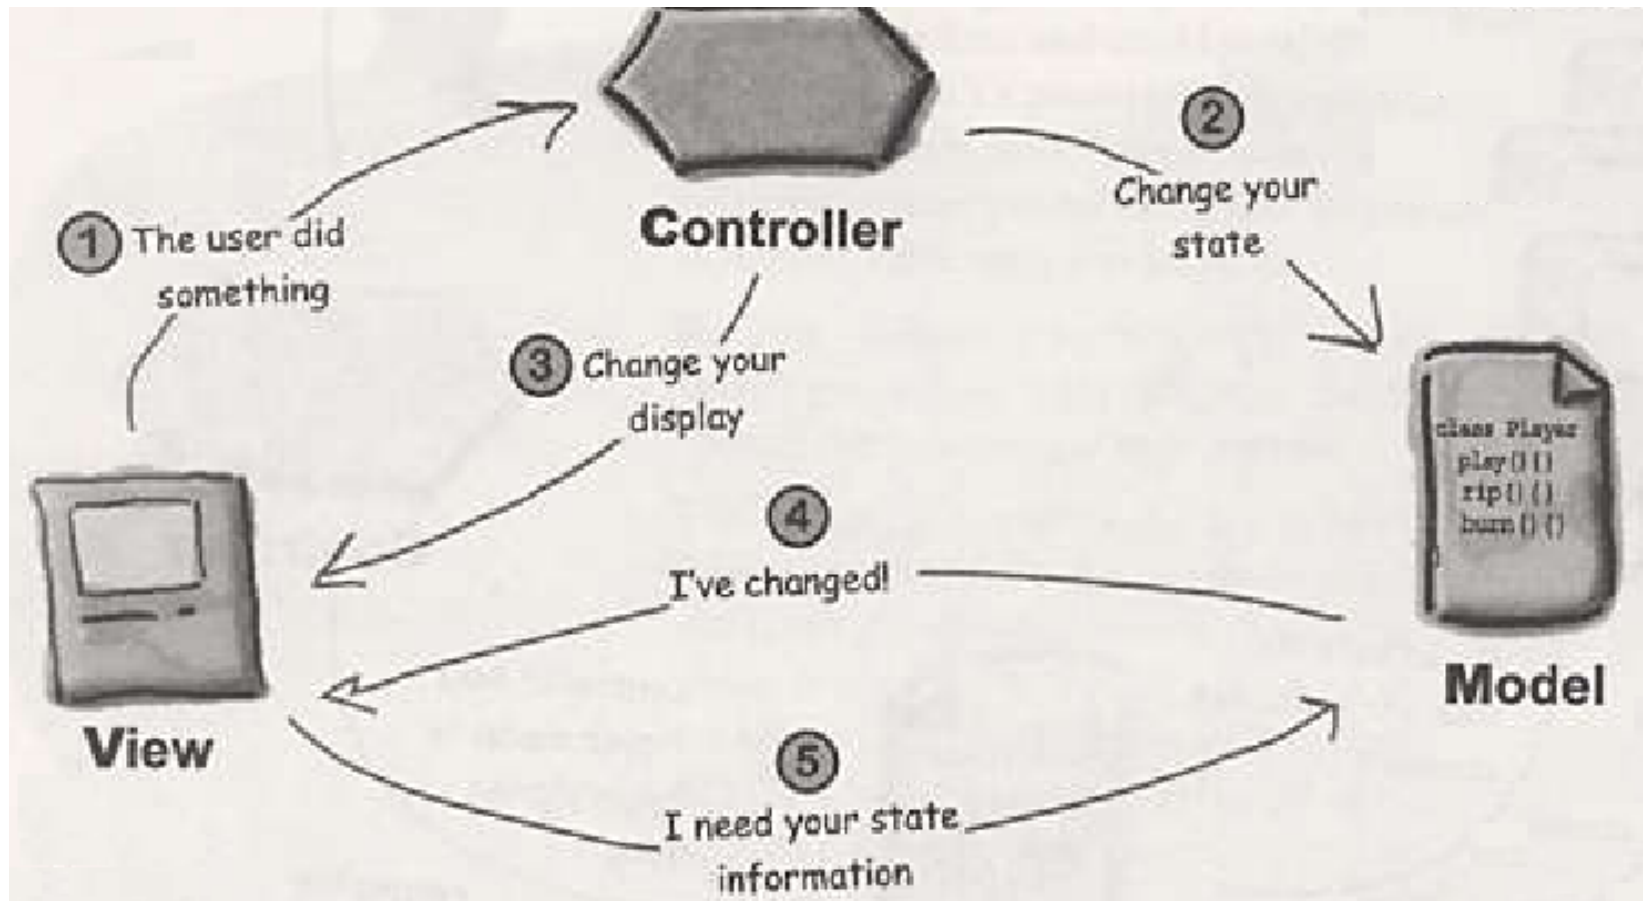 1
The user did
something
Controller
2
Change your
state
3
Change your
display
class Player
play(){}
rip(){}
burn(){}
4
I've changed!
Model
View
5
I need your state
information